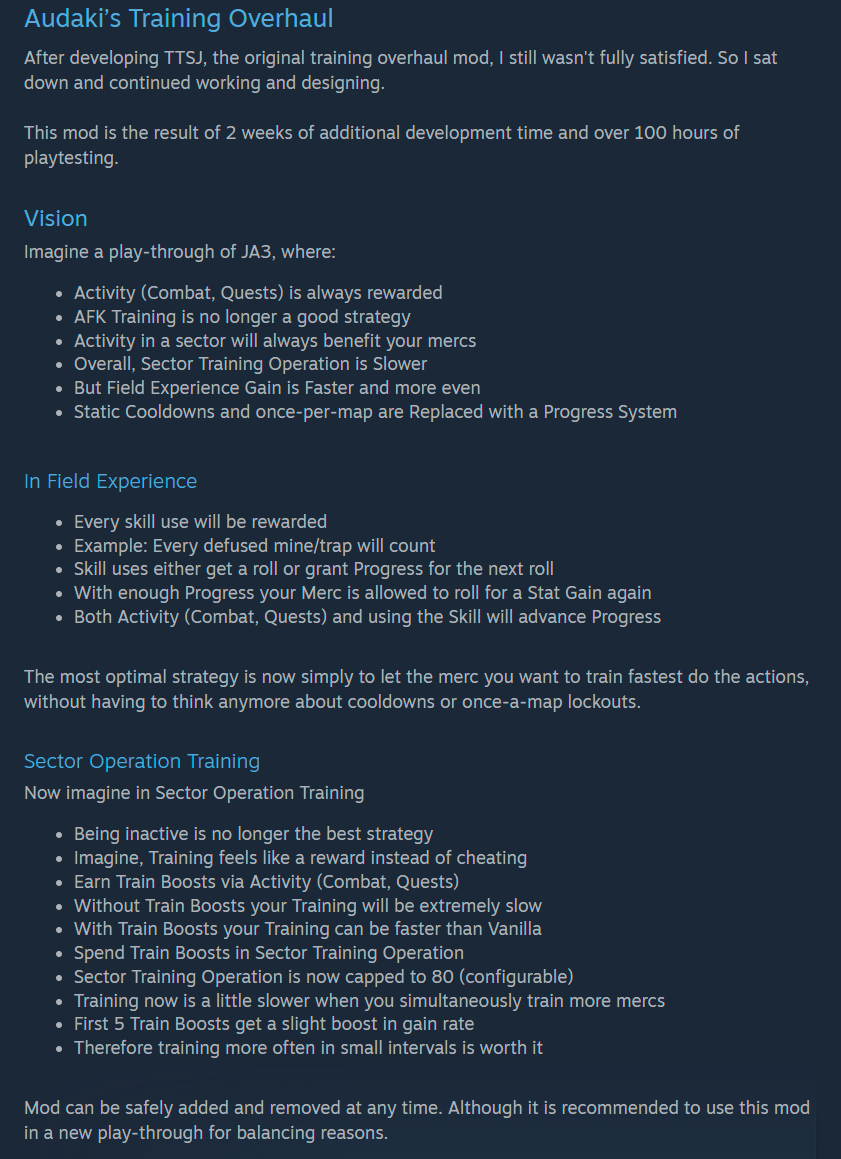 Audaki’s Training Overhaul
After developing TTSJ, the original training overhaul mod, I still wasn't fully satisfied. So I sat
down and continued working and designing.
This mod is the result of 2 weeks of additional development time and over 100 hours of
playtesting.
Vision
Imagine a play-through of JA3, where:
• Activity (Combat, Quests) is always rewarded
• AFK Training is no longer a good strategy
• Activity in a sector will always benefit your mercs
• Overall, Sector Training Operation is Slower
• But Field Experience Gain is Faster and more even
• Static Cooldowns and once-per-map are Replaced with a Progress System
In Field Experience
• Every skill use will be rewarded
• Example: Every defused mine/trap will count
• Skill uses either get a roll or grant Progress for the next roll
• With enough Progress your Merc is allowed to roll for a Stat Gain again
• Both Activity (Combat, Quests) and using the Skill will advance Progress
The most optimal strategy is now simply to let the merc you want to train fastest do the actions,
without having to think anymore about cooldowns or once-a-map lockouts.
Sector Operation Training
Now imagine in Sector Operation Training
• Being inactive is no longer the best strategy
• Imagine, Training feels like a reward instead of cheating
• Earn Train Boosts via Activity (Combat, Quests)
• Without Train Boosts your Training will be extremely slow
• With Train Boosts your Training can be faster than Vanilla
• Spend Train Boosts in Sector Training Operation
• Sector Training Operation is now capped to 80 (configurable)
• Training now is a little slower when you simultaneously train more mercs
• First 5 Train Boosts get a slight boost in gain rate
• Therefore training more often in small intervals is worth it
Mod can be safely added and removed at any time. Although it is recommended to use this mod
in a new play-through for balancing reasons.